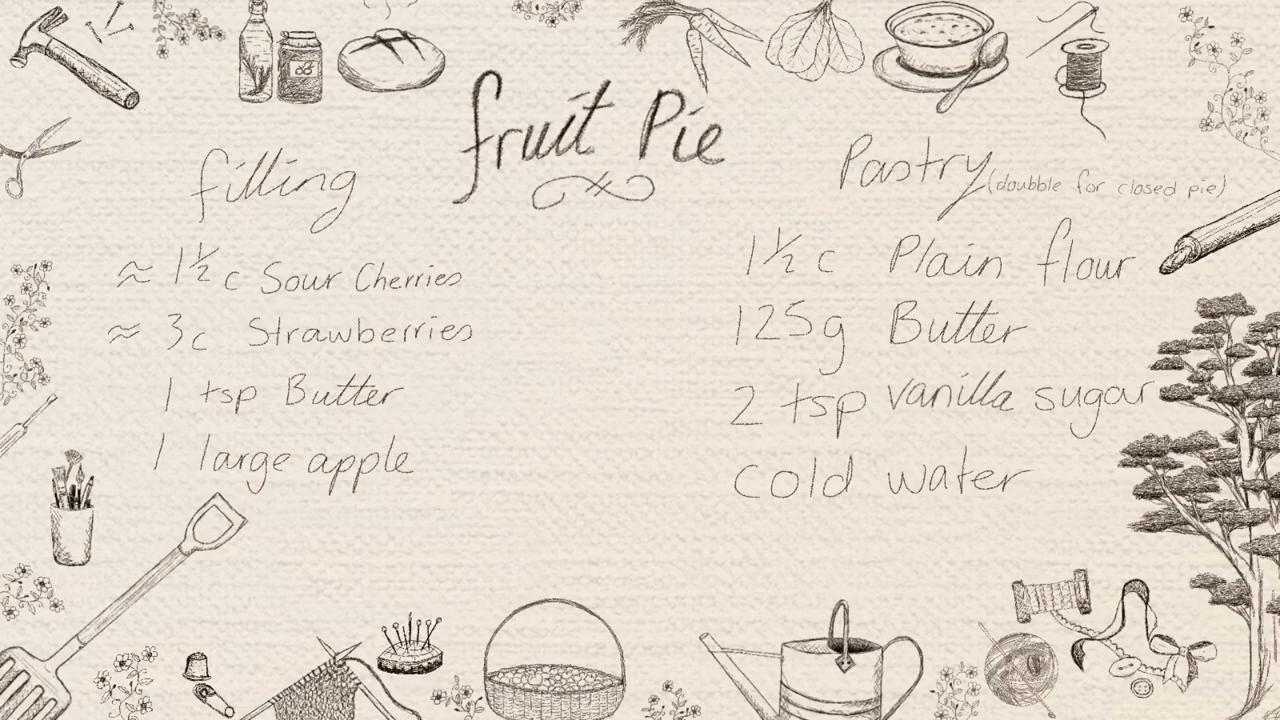 fruit Pie
filling
≈ 1½ c Sour Cherries
≈ 3c Strawberries
1 tsp Butter
1 large apple
Pastry (doubble for closed pie)
1½ c Plain flour
125g Butter
2 tsp vanilla sugar
cold water